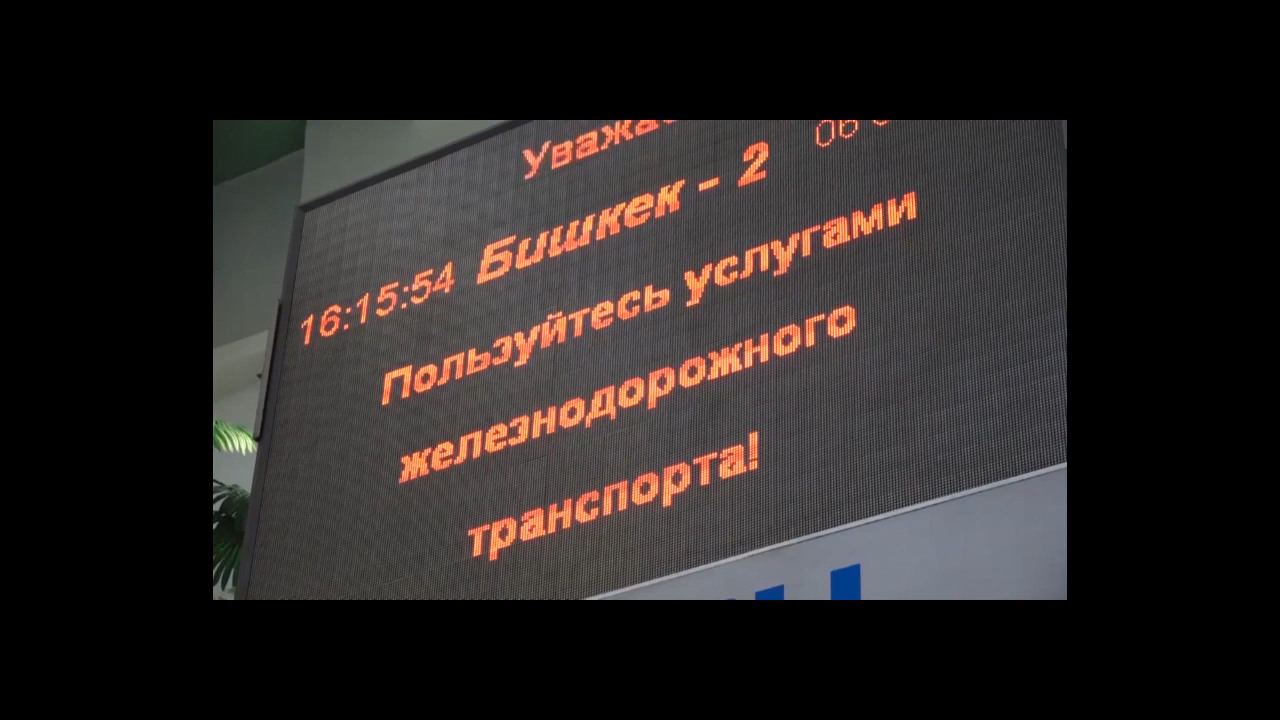 16:15:54 Бишкек - 2
Пользуйтесь услугами
железнодорожного
транспорта!